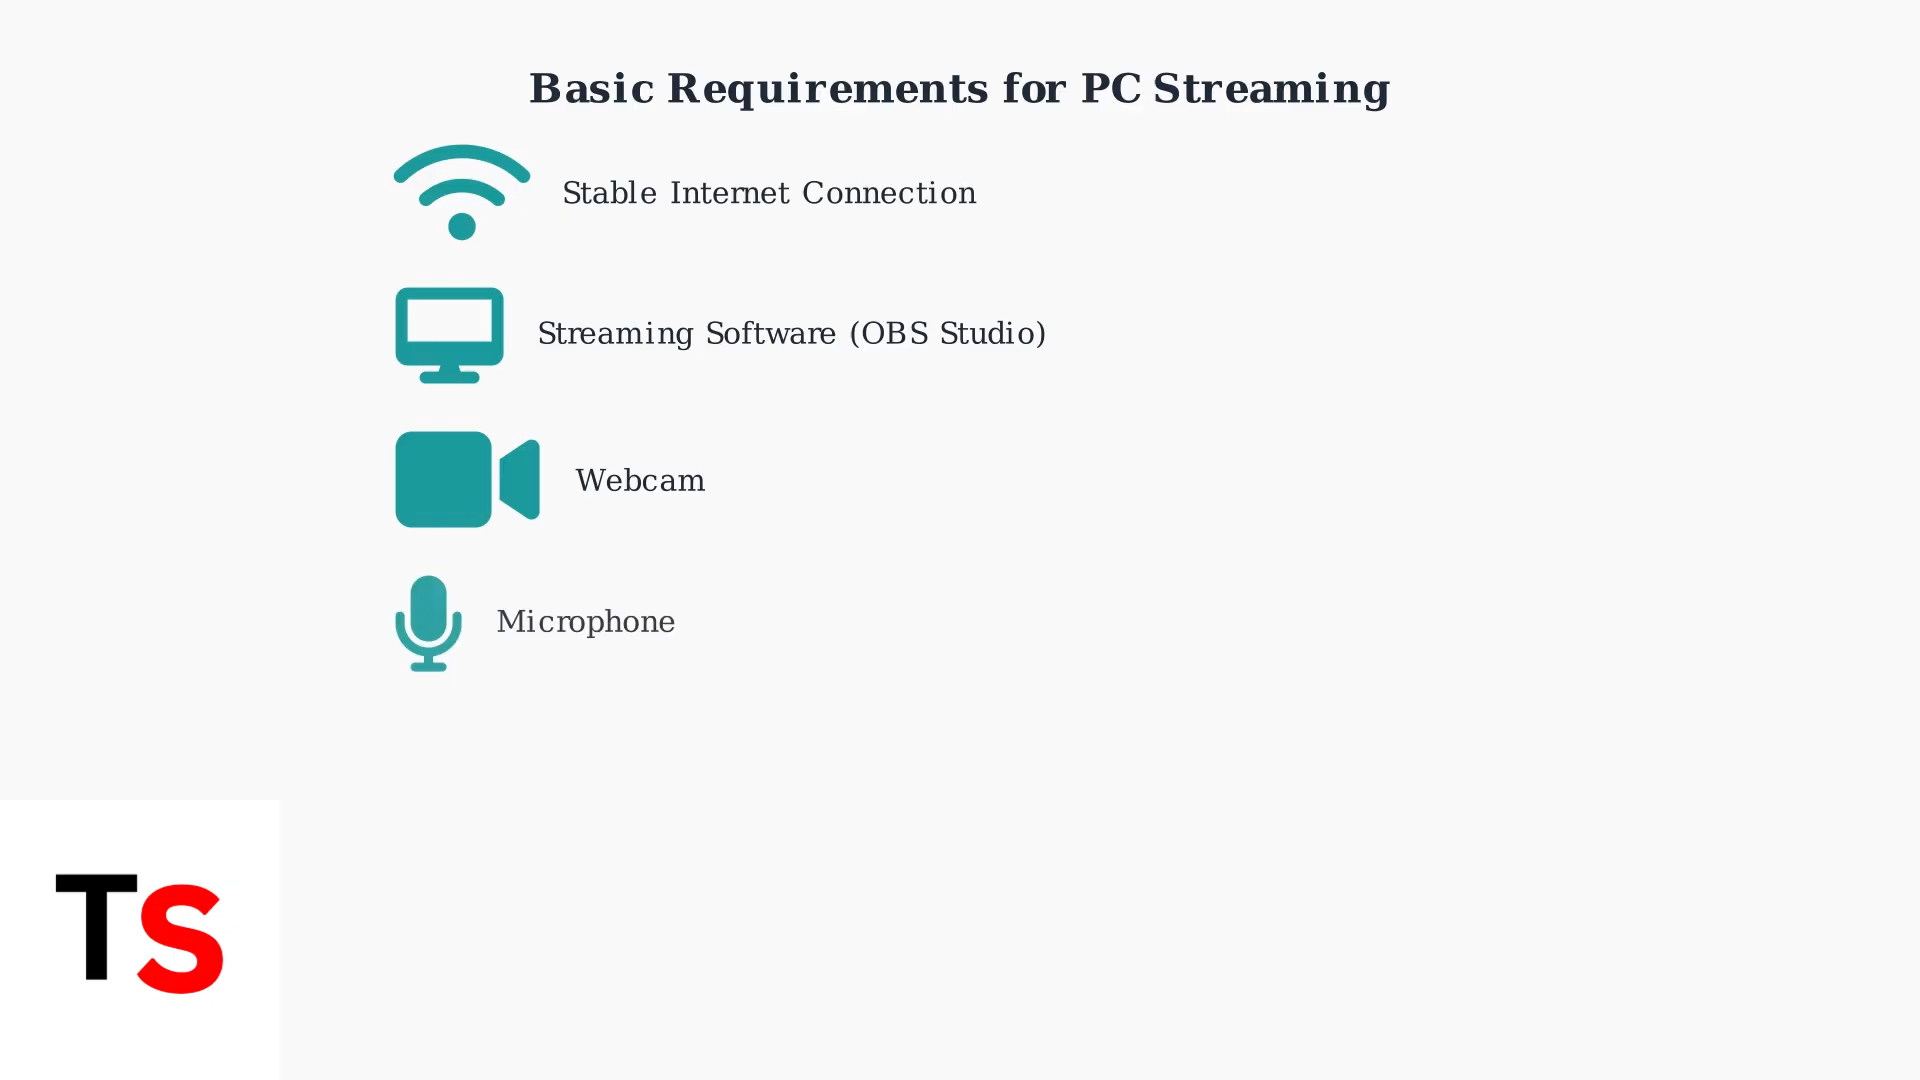 Basic Requirements for PC Streaming
Stable Internet Connection
Streaming Software (OBS Studio)
Webcam
Microphone
TS